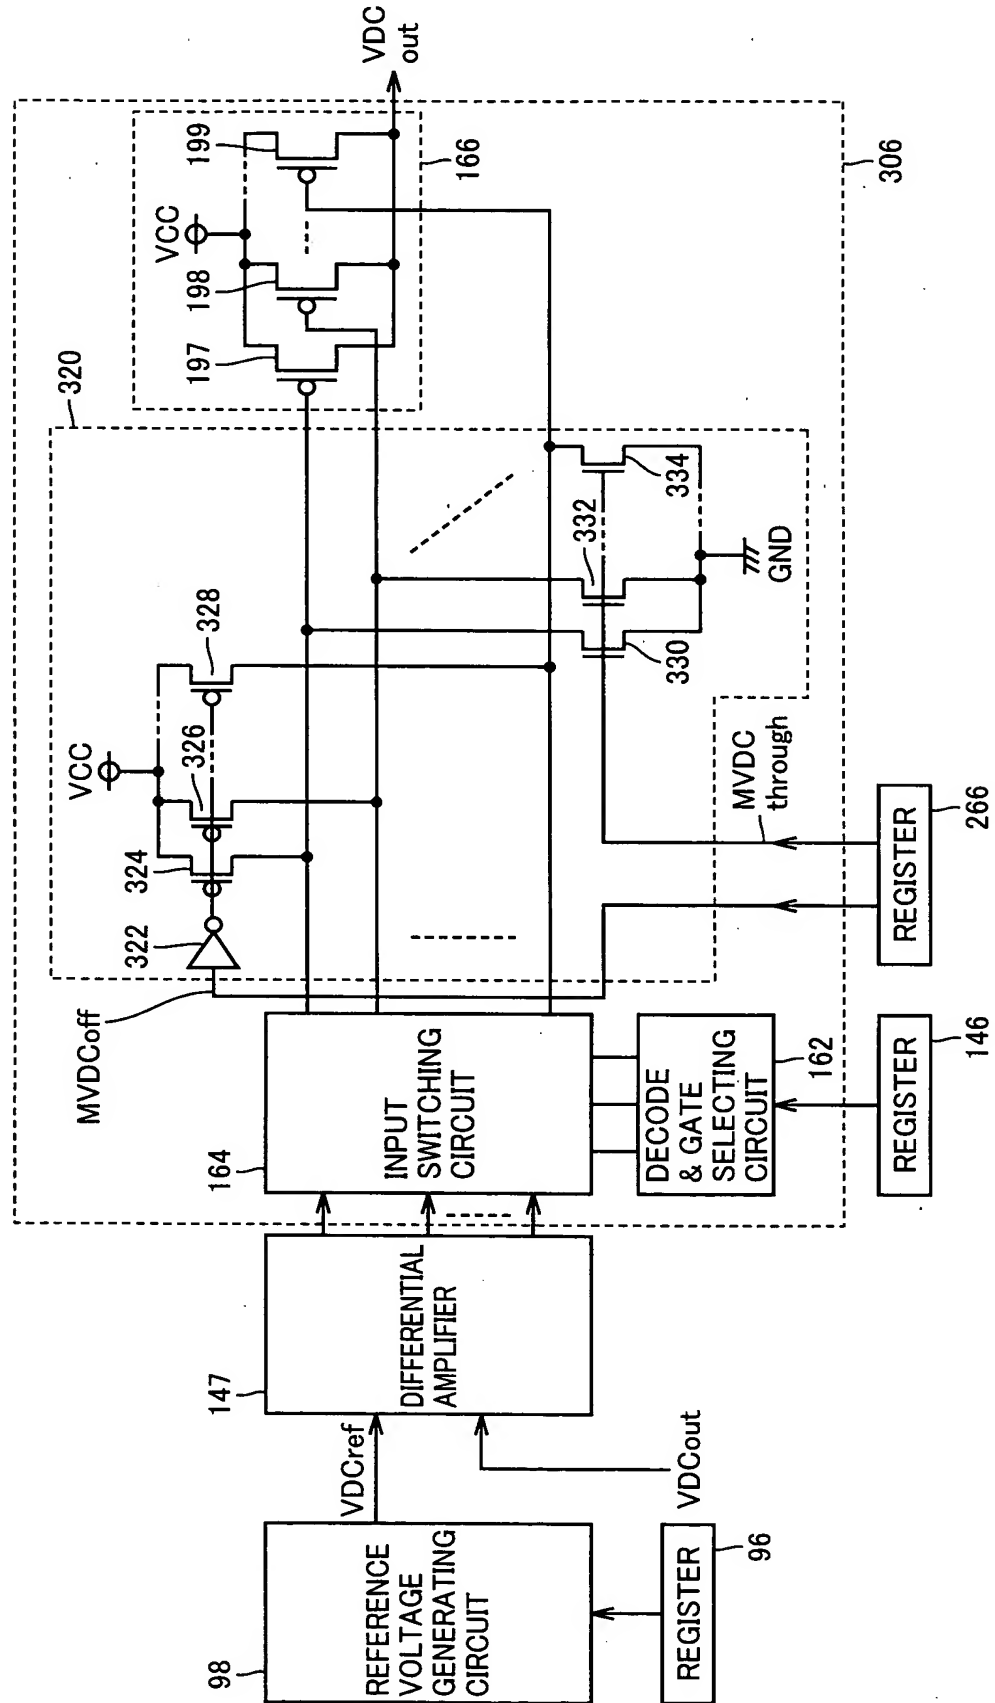 98
REFERENCE
VOLTAGE
GENERATING
CIRCUIT
REGISTER
96
VDCref
VDCout
147
DIFFERENTIAL
AMPLIFIER
164
INPUT
SWITCHING
CIRCUIT
DECODE
& GATE
SELECTING
CIRCUIT
162
REGISTER
146
MVDCoff
322
324
326
328
VCC
320
MVDC
through
REGISTER
266
330
332
334
GND
197
198
199
VCC
166
306
VDC
out